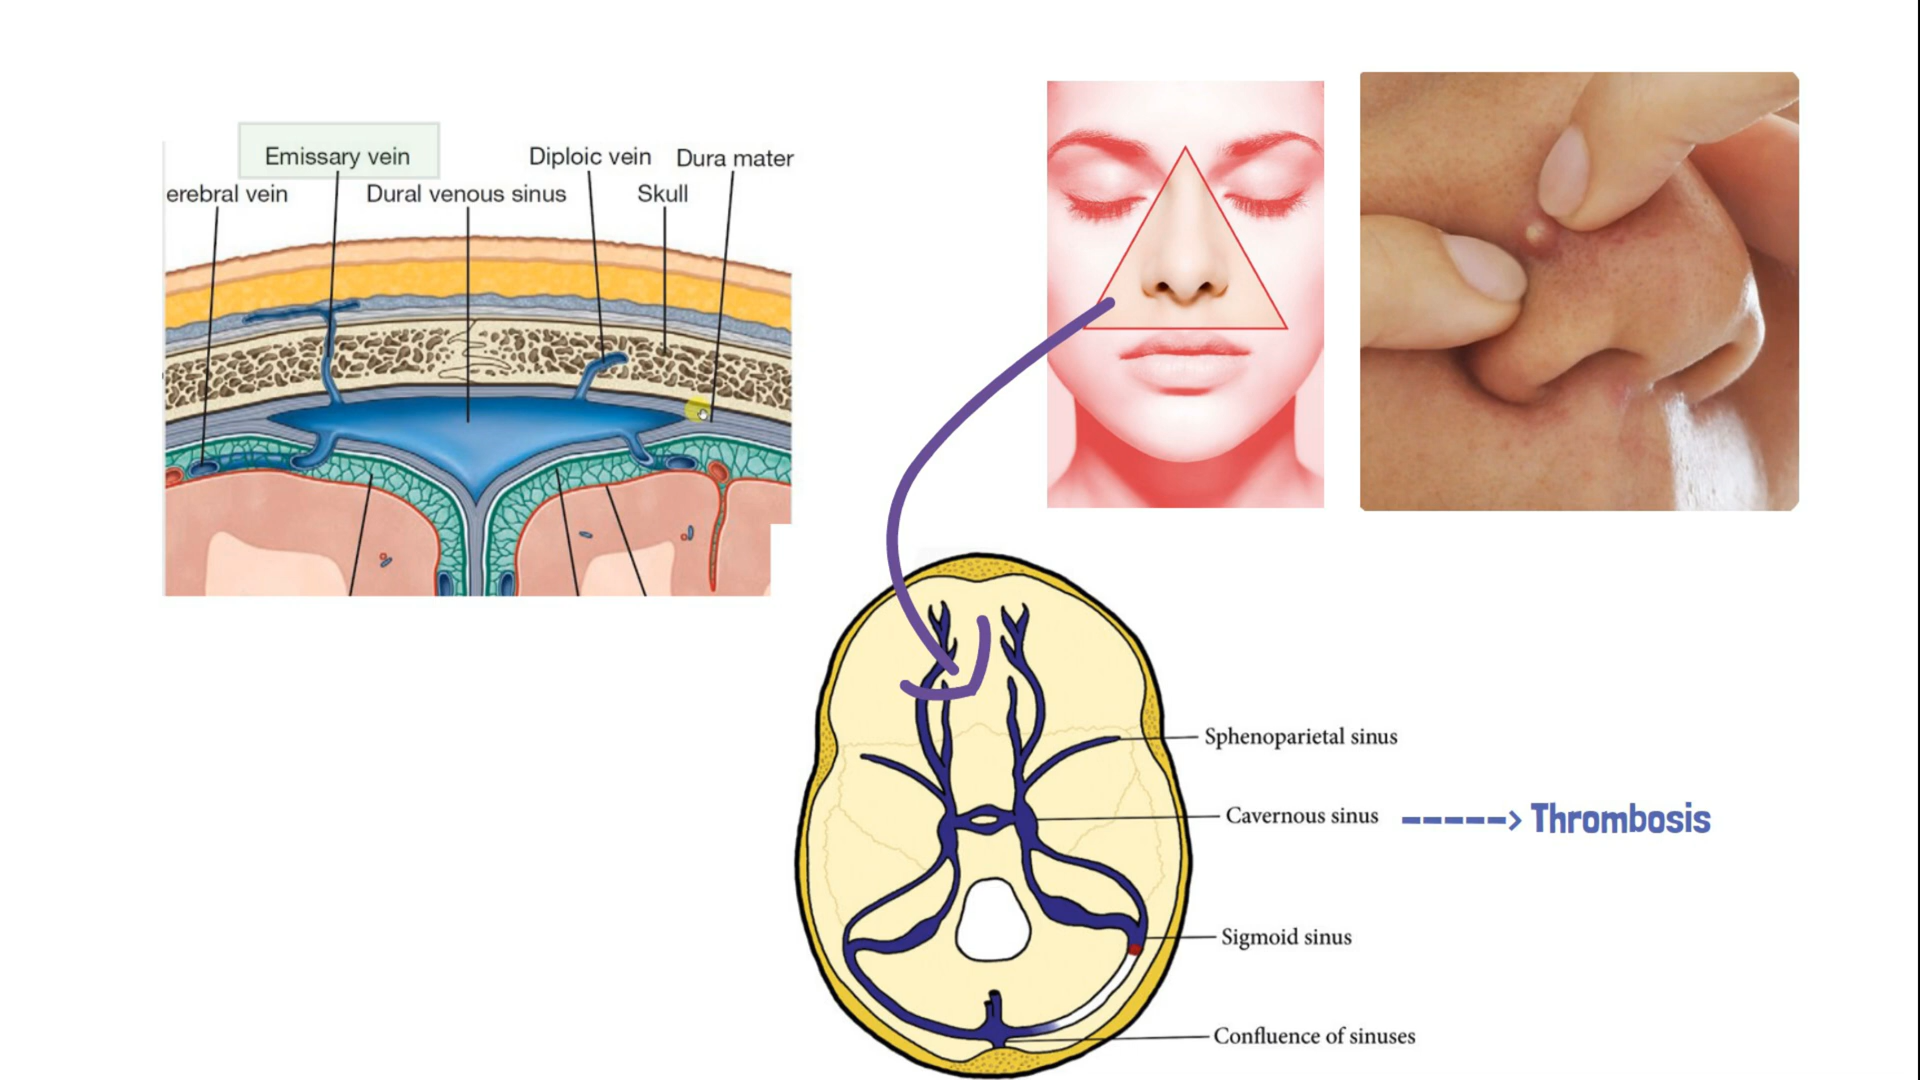 Emissary vein
Diploic vein
Dura mater
erebral vein
Dural venous sinus
Skull
Sphenoparietal sinus
Cavernous sinus
Thrombosis
Sigmoid sinus
Confluence of sinuses